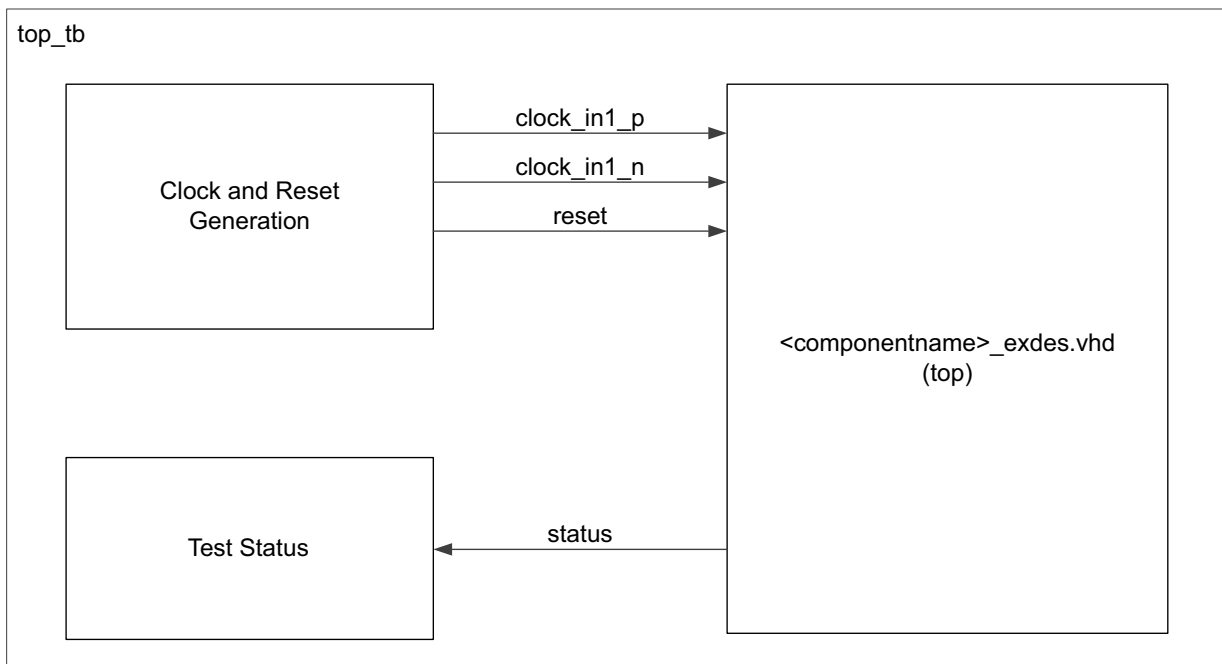 top_tb
clock_in1_p
clock_in1_n
reset
Clock and Reset
Generation
<componentname>_exdes.vhd
(top)
status
Test Status